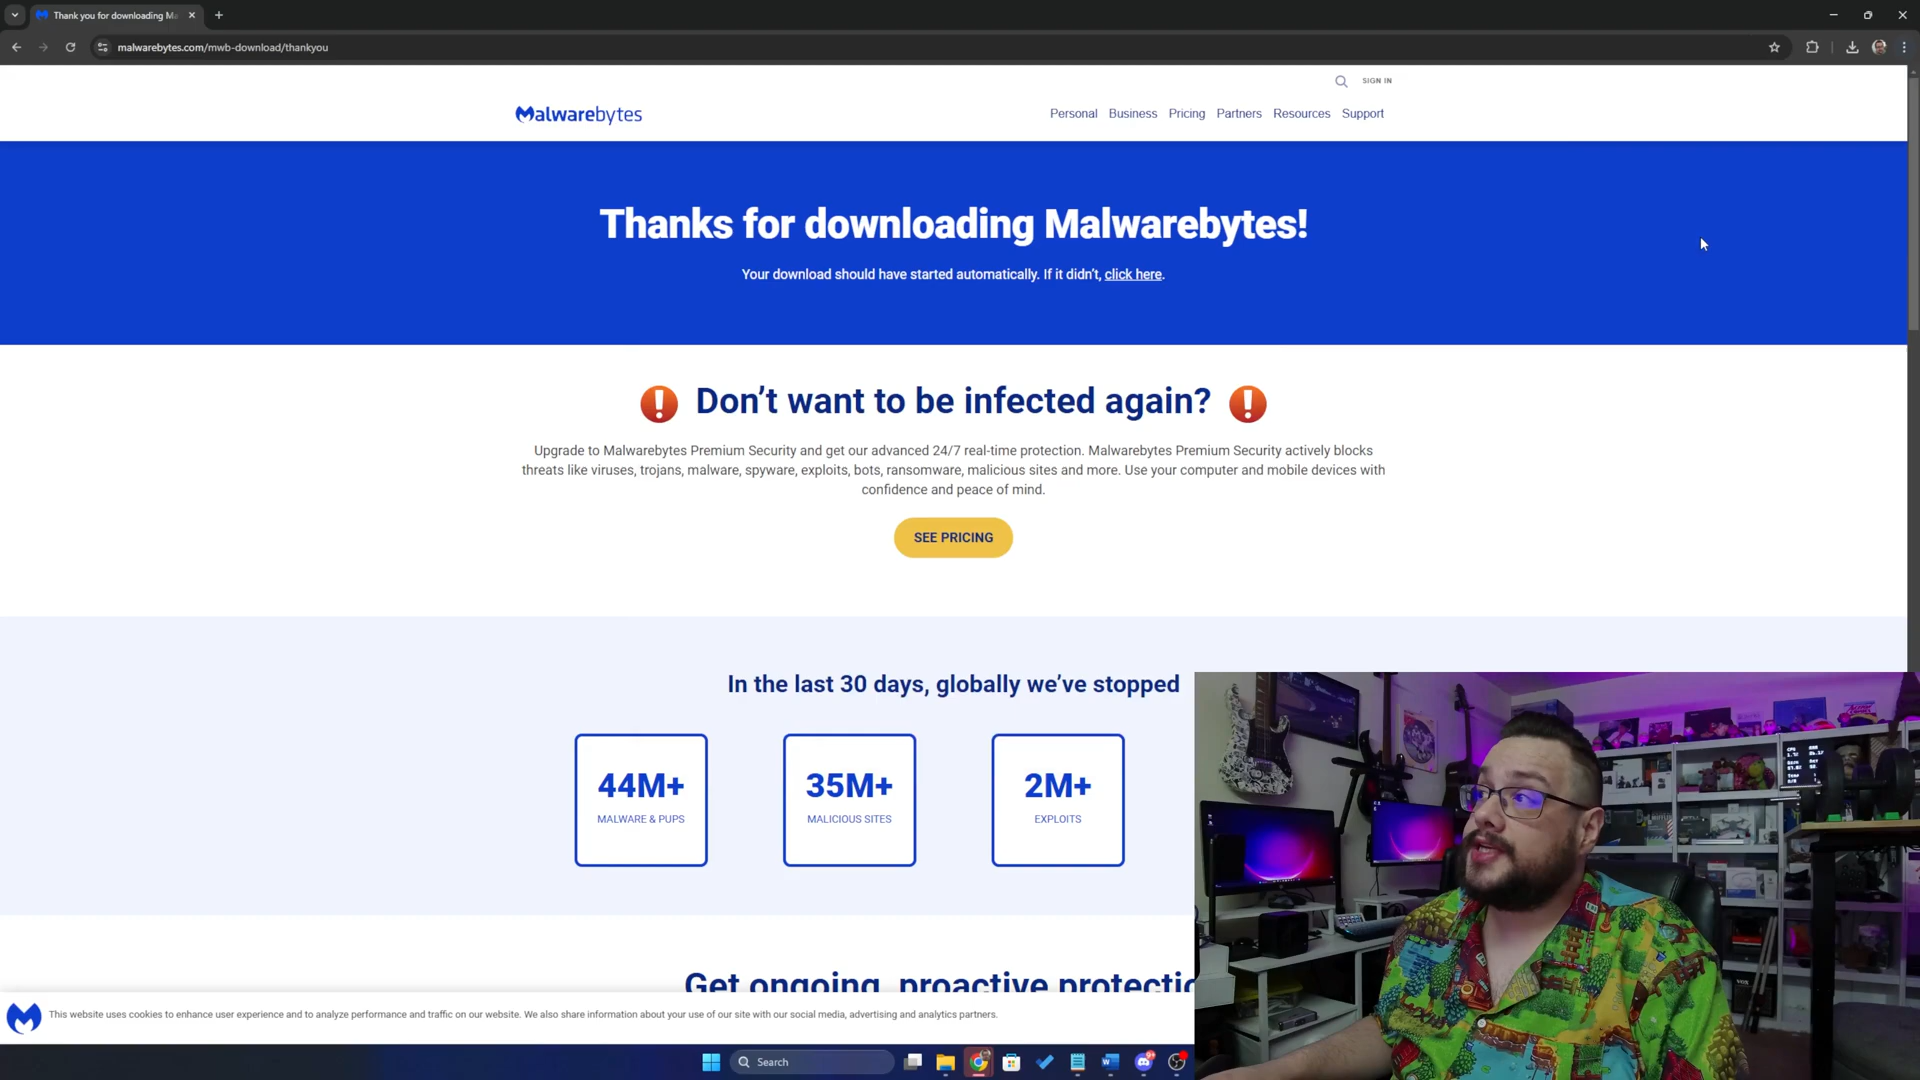 Thank you for downloading Ma
malwarebytes.com/mwb-download/thankyou
SIGN IN
Malwarebytes
Personal Business Pricing Partners Resources Support
Thanks for downloading Malwarebytes!
Your download should have started automatically. If it didn't, click here.
Don't want to be infected again?
Upgrade to Malwarebytes Premium Security and get our advanced 24/7 real-time protection. Malwarebytes Premium Security actively blocks
threats like viruses, trojans, malware, spyware, exploits, bots, ransomware, malicious sites and more. Use your computer and mobile devices with
confidence and peace of mind.
SEE PRICING
In the last 30 days, globally we've stopped
44M+ 35M+ 2M+
MALWARE & PUPS MALICIOUS SITES EXPLOITS
Get ongoing, proactive protectio
This website uses cookies to enhance user experience and to analyze performance and traffic on our website. We also share information about your use of our site with our social media, advertising and analytics partners.
Search